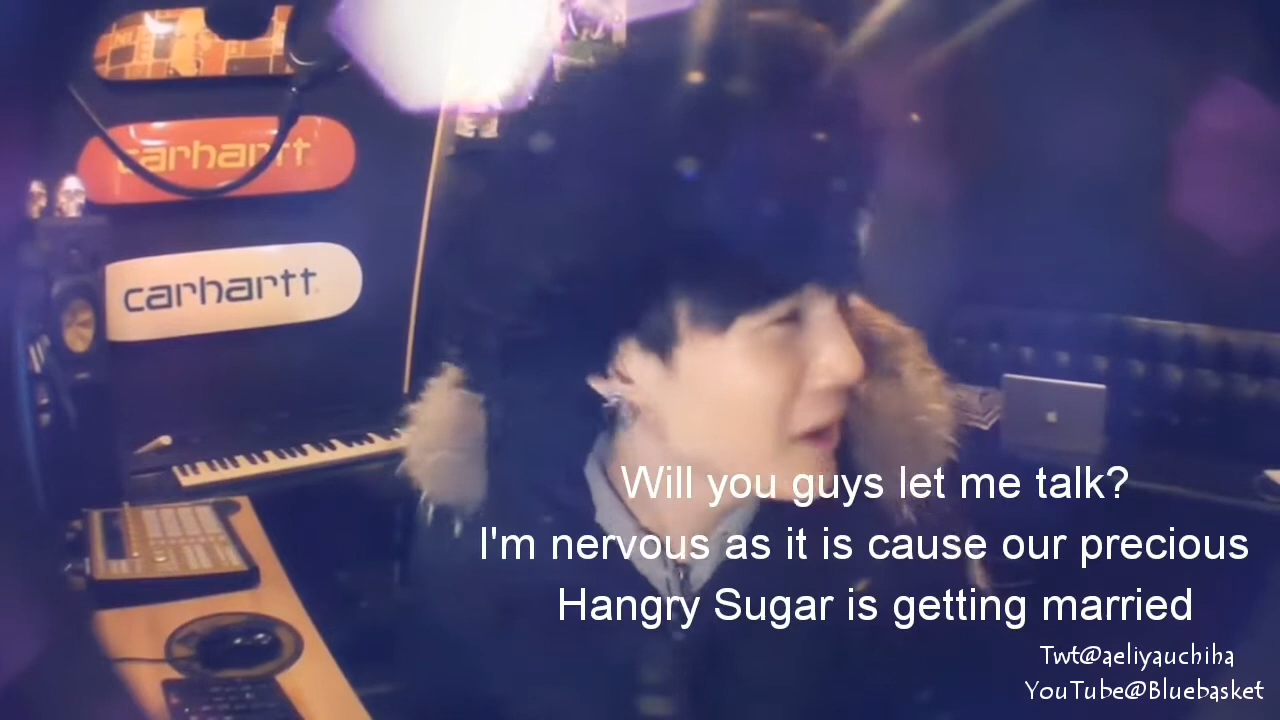 carhartt
carhartt
Will you guys let me talk?
I'm nervous as it is cause our precious
Hangry Sugar is getting married
Twt@aeliyauchiha
YouTube@Bluebasket